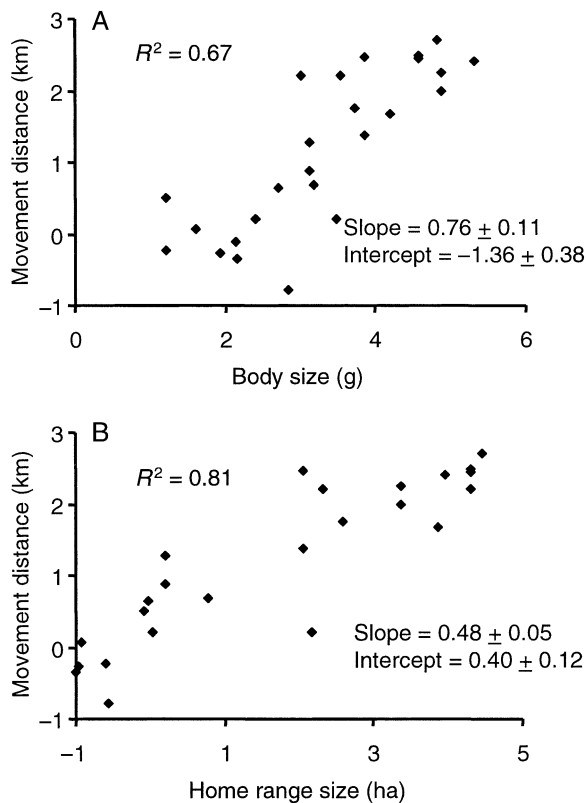 A
R² = 0.67
Movement distance (km)
3
2
1
0
−1
Slope = 0.76 ± 0.11
Intercept = −1.36 ± 0.38
0
2
4
6
Body size (g)
B
R² = 0.81
Movement distance (km)
3
2
1
0
−1
Slope = 0.48 ± 0.05
Intercept = 0.40 ± 0.12
−1
1
3
5
Home range size (ha)